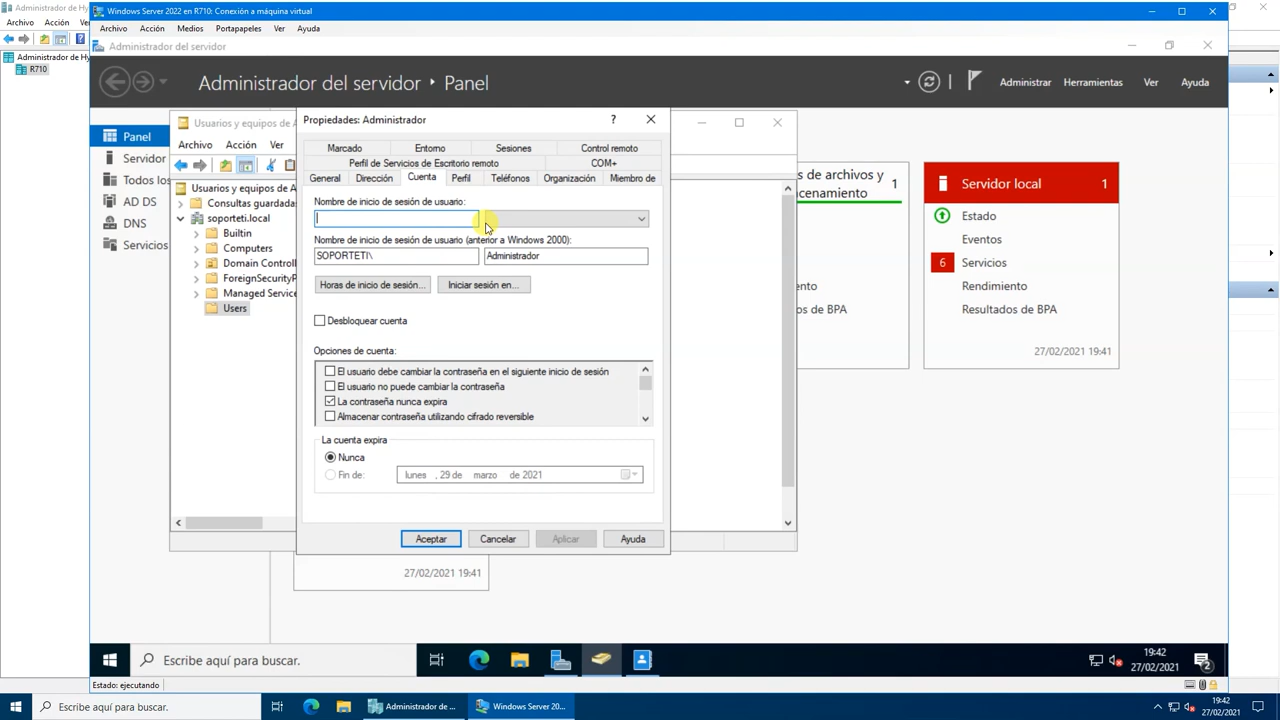 Windows Server 2022 en R710: Conexión a máquina virtual
Administrador de Hy
Archivo Acción Ver
Archivo Acción Medios Portapapeles Ver Ayuda
Administrador del servidor
Administrador de Hy
R710
Administrador del servidor ‣ Panel
Administrar Herramientas Ver Ayuda
Panel
Servidor
Todo los
AD DS
DNS
Servicios
Usuarios y equipos de A
Archivo Acción Ver
Usuarios y equipos de A
Consultas guardadas
soporteti.local
Builtin
Computers
Domain Controll
ForeignSecurityP
Managed Service
Users
Propiedades: Administrador
Marcado Entorno Sesiones Control remoto
Perfil de Servicios de Escritorio remoto COM+
General Dirección Cuenta Perfil Teléfonos Organización Miembro de
Nombre de inicio de sesión de usuario:
Nombre de inicio de sesión de usuario (anterior a Windows 2000):
SOPORTETI\ Administrador
Horas de inicio de sesión... Iniciar sesión en...
Desbloquear cuenta
Opciones de cuenta:
El usuario debe cambiar la contraseña en el siguiente inicio de sesión
El usuario no puede cambiar la contraseña
La contraseña nunca expira
Almacenar contraseña utilizando cifrado reversible
La cuenta expira
Nunca
Fin de: lunes , 29 de marzo de 2021
Aceptar Cancelar Aplicar Ayuda
s de archivos y
cenamiento 1
ento
os de BPA
Servidor local 1
Estado
Eventos
6 Servicios
Rendimiento
Resultados de BPA
27/02/2021 19:41
27/02/2021 19:41
Escribe aquí para buscar.
19:42
27/02/2021
2
Estado: ejecutando
Escribe aquí para buscar.
Administrador de ...
Windows Server 20...
19:42
27/02/2021